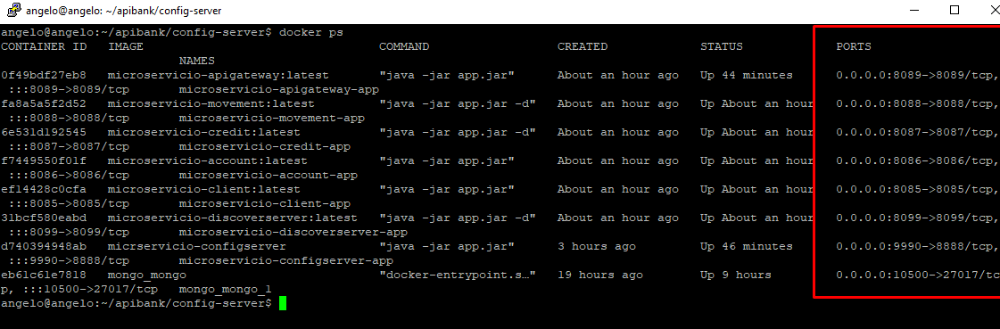 angelo@angelo: ~/apibank/config-server
angelo@angelo:~/apibank/config-server$ docker ps
CONTAINER ID   IMAGE                                 COMMAND                  CREATED             STATUS             PORTS
NAMES
0f49bdf27eb8   microservicio-apigateway:latest       "java -jar app.jar"      About an hour ago   Up 44 minutes      0.0.0.0:8089->8089/tcp,
:::8089->8089/tcp       microservicio-apigateway-app
fa8a5a5f2d52   microservicio-movement:latest         "java -jar app.jar -d"   About an hour ago   Up About an hour   0.0.0.0:8088->8088/tcp,
:::8088->8088/tcp       microservicio-movement-app
6e531d192545   microservicio-credit:latest           "java -jar app.jar -d"   About an hour ago   Up About an hour   0.0.0.0:8087->8087/tcp,
:::8087->8087/tcp       microservicio-credit-app
f7449550f01f   microservicio-account:latest          "java -jar app.jar"      About an hour ago   Up About an hour   0.0.0.0:8086->8086/tcp,
:::8086->8086/tcp       microservicio-account-app
ef14428c0cfa   microservicio-client:latest           "java -jar app.jar"      About an hour ago   Up About an hour   0.0.0.0:8085->8085/tcp,
:::8085->8085/tcp       microservicio-client-app
31bcf580eabd   microservicio-discoverserver:latest   "java -jar app.jar -d"   About an hour ago   Up About an hour   0.0.0.0:8099->8099/tcp,
:::8099->8099/tcp       microservicio-discoverserver-app
d740394948ab   micrservicio-configserver             "java -jar app.jar"      3 hours ago         Up 46 minutes      0.0.0.0:9990->8888/tcp,
:::9990->8888/tcp       microservicio-configserver-app
eb61c61e7818   mongo_mongo                           "docker-entrypoint.s…"   19 hours ago        Up 9 hours         0.0.0.0:10500->27017/tc
p, :::10500->27017/tcp   mongo_mongo_1
angelo@angelo:~/apibank/config-server$